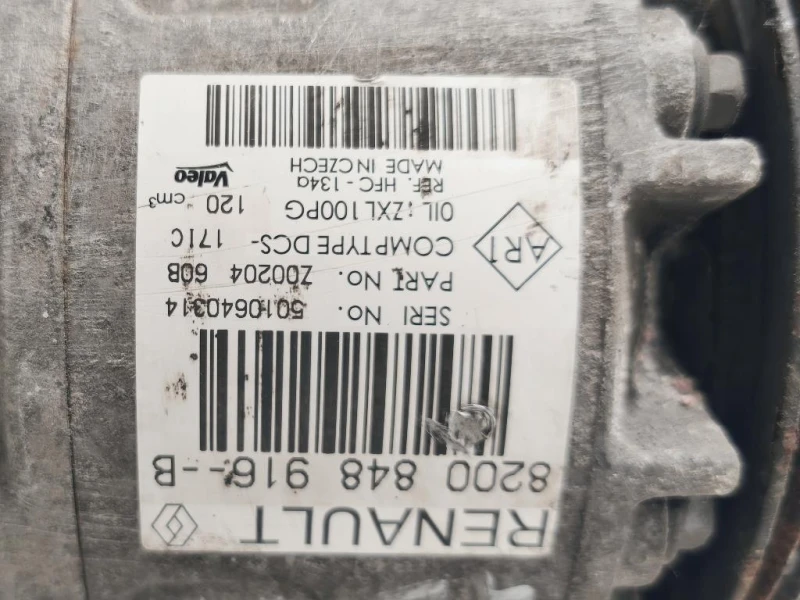 RENAULT
8200 848 916--B
SERI No. 5010640314
PART No. Z00204 60B
COMPTYPE DCS-17IC
OIL:ZXL100PG 120 cm³
REF. HFC-134a
MADE IN CZECH
Valeo
AR1